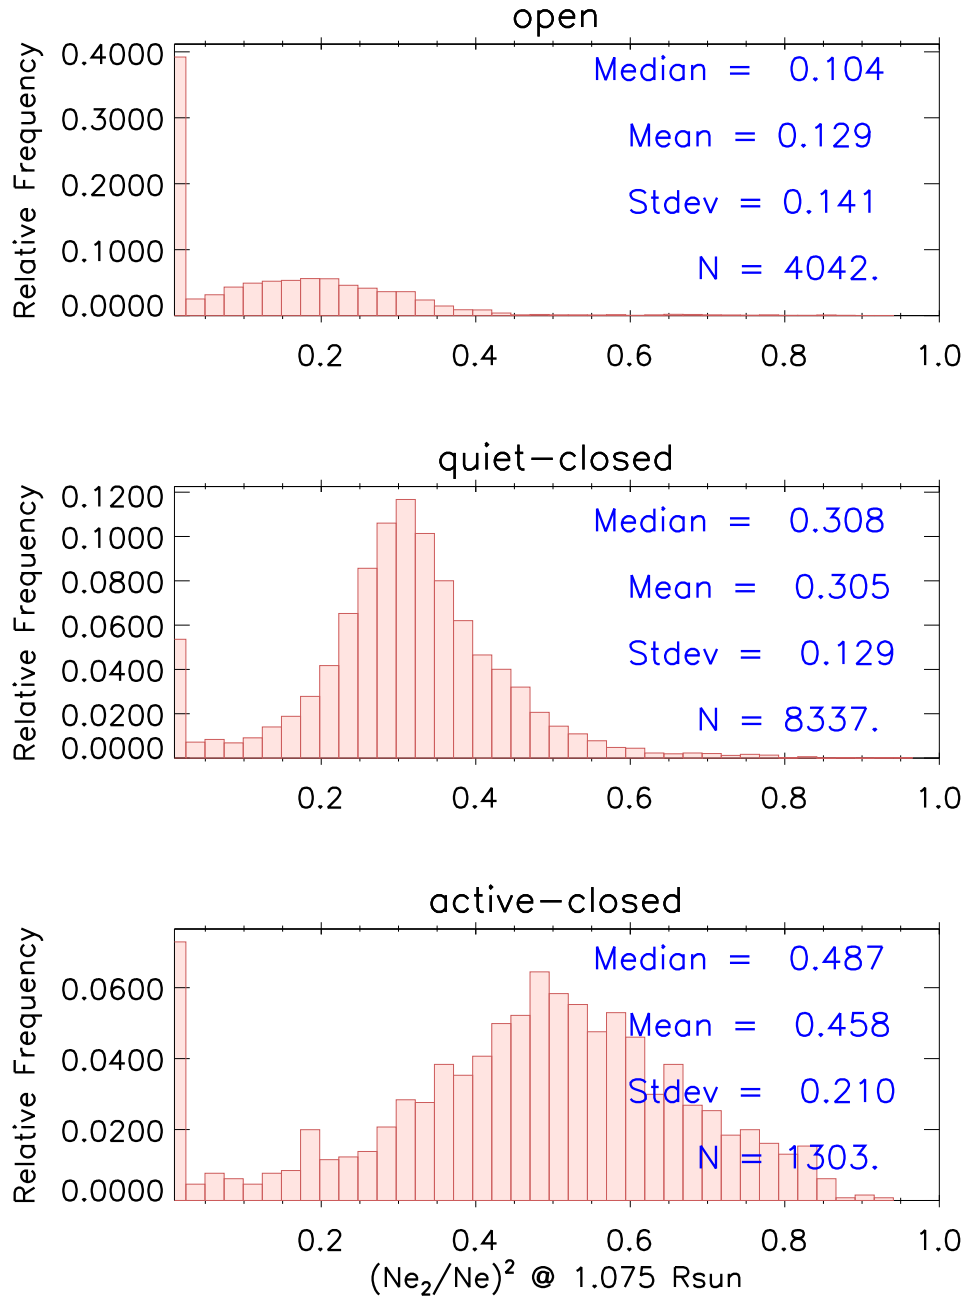 open
Relative Frequency
0.4000
0.3000
0.2000
0.1000
0.0000
Median = 0.104
Mean = 0.129
Stdev = 0.141
N = 4042.
0.2 0.4 0.6 0.8 1.0
quiet-closed
Relative Frequency
0.1200
0.1000
0.0800
0.0600
0.0400
0.0200
0.0000
Median = 0.308
Mean = 0.305
Stdev = 0.129
N = 8337.
0.2 0.4 0.6 0.8 1.0
active-closed
Relative Frequency
0.0600
0.0400
0.0200
0.0000
Median = 0.487
Mean = 0.458
Stdev = 0.210
N = 1303.
0.2 0.4 0.6 0.8 1.0
(Ne₂/Ne)² @ 1.075 Rsun